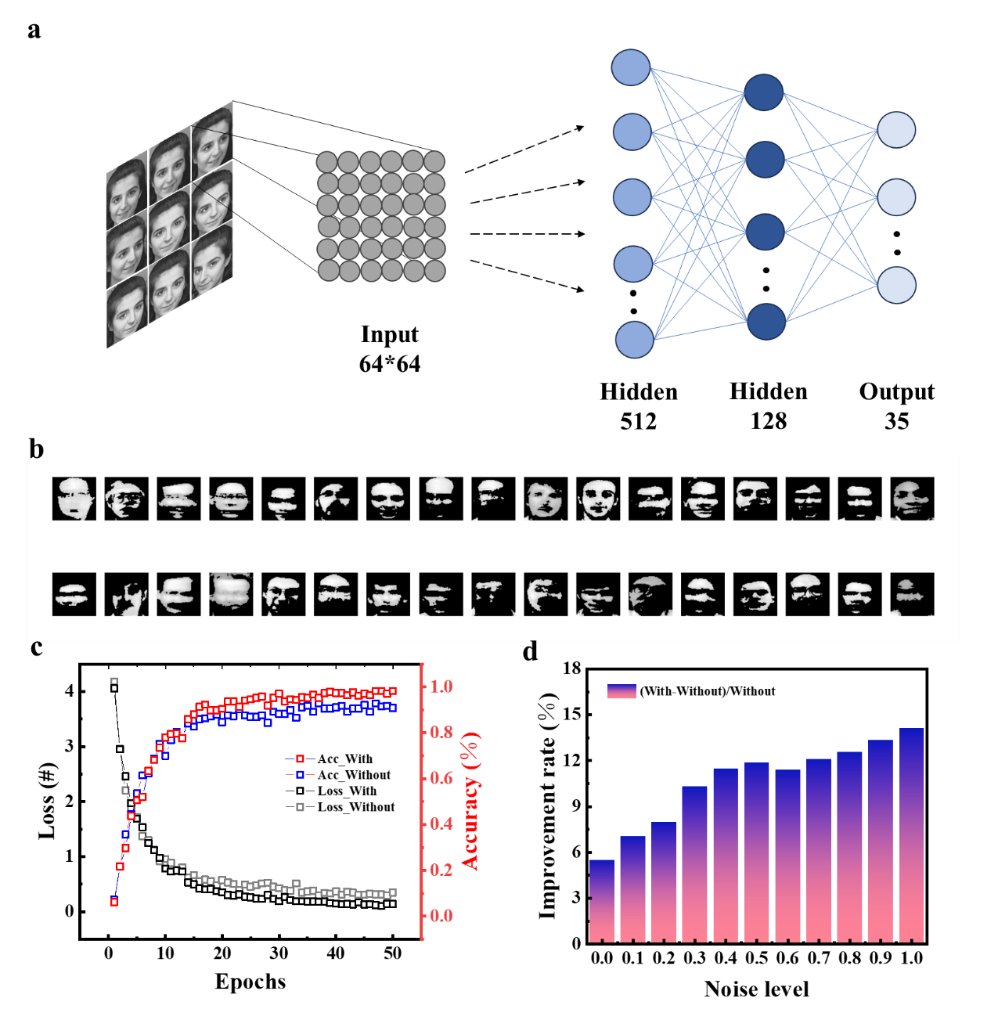 a
Input
64*64
Hidden
512
Hidden
128
Output
35
b
c
Loss (#)
4
3
2
1
0
Acc_With
Acc_Without
Loss_With
Loss_Without
1.0
0.8
0.6
0.4
0.2
0.0
Accuracy (%)
0
10
20
30
40
50
Epochs
d
Improvement rate (%)
18
15
12
9
6
3
0
(With-Without)/Without
0.0 0.1 0.2 0.3 0.4 0.5 0.6 0.7 0.8 0.9 1.0
Noise level